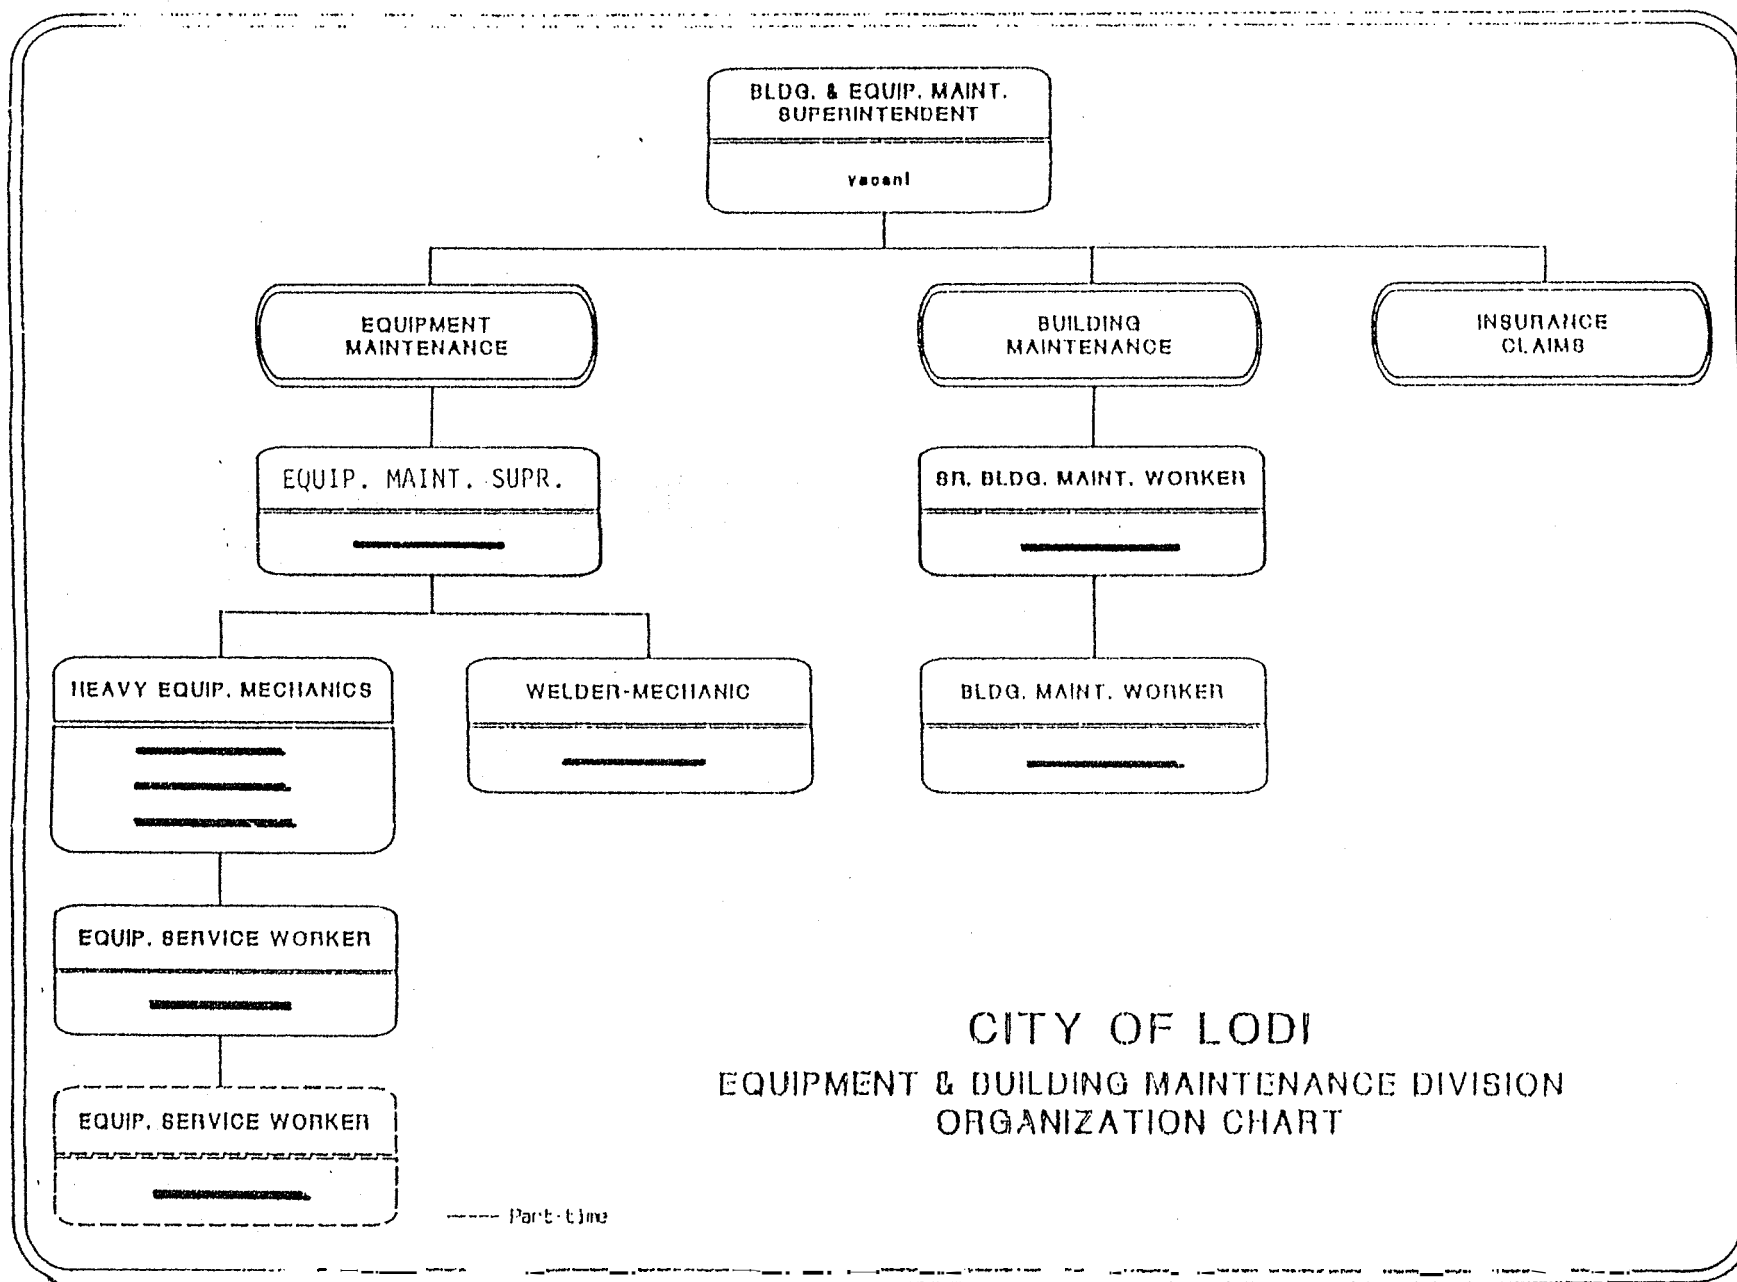 BLDG. & EQUIP. MAINT.
SUPERINTENDENT
vacant
EQUIPMENT
MAINTENANCE
BUILDING
MAINTENANCE
INSURANCE
CLAIMS
EQUIP. MAINT. SUPR.
SR. BLDG. MAINT. WORKER
HEAVY EQUIP. MECHANICS
WELDER-MECHANIC
BLDG. MAINT. WORKER
EQUIP. SERVICE WORKER
EQUIP. SERVICE WORKER
CITY OF LODI
EQUIPMENT & BUILDING MAINTENANCE DIVISION
ORGANIZATION CHART
----- Part-time